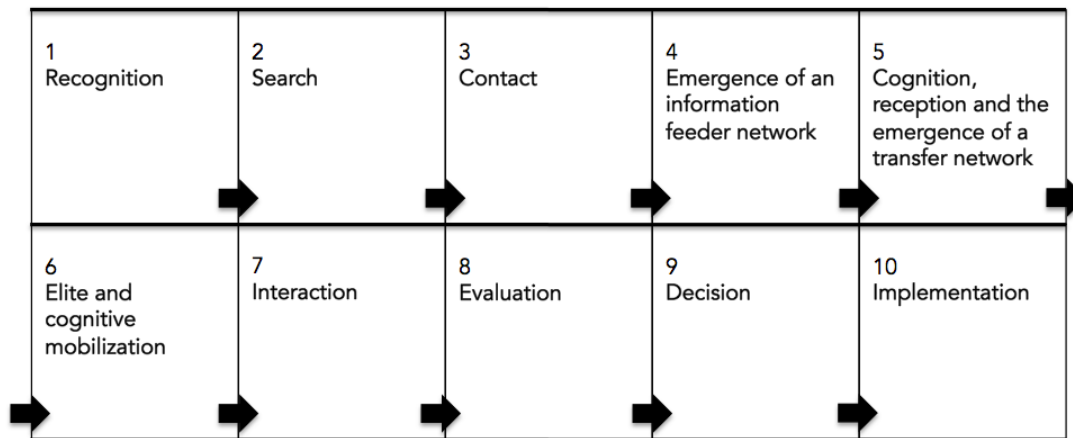 1
Recognition
2
Search
3
Contact
4
Emergence of an
information
feeder network
5
Cognition,
reception and the
emergence of a
transfer network
6
Elite and
cognitive
mobilization
7
Interaction
8
Evaluation
9
Decision
10
Implementation